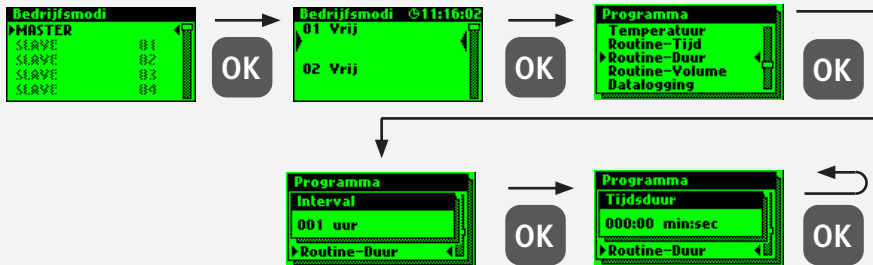 Bedrijfsmodi
MASTER
SLAVE 01
SLAVE 02
SLAVE 03
SLAVE 04
OK
Bedrijfsmodi 11:16:02
01 Vrij
02 Vrij
OK
Programma
Temperatuur
Routine-Tijd
Routine-Duur
Routine-Volume
Datalogging
OK
Programma
Interval
001 uur
Routine-Duur
OK
Programma
Tijdsduur
000:00 min:sec
Routine-Duur
OK